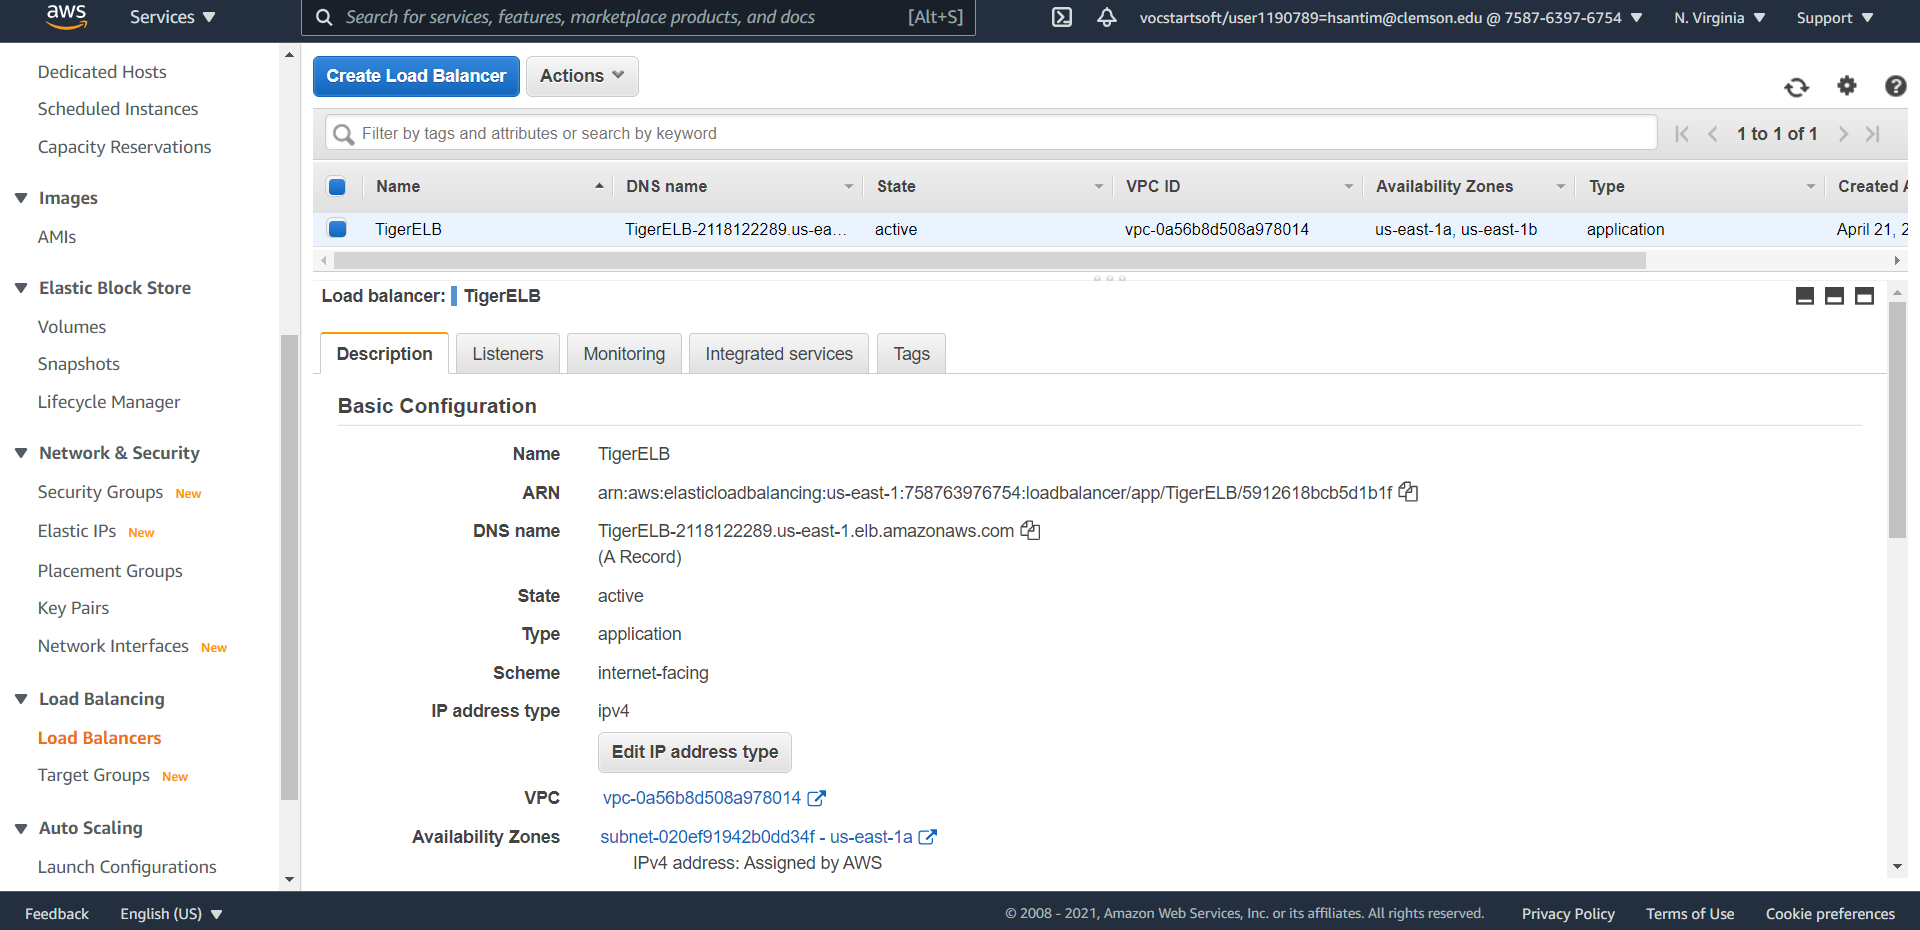 aws
Services
Search for services, features, marketplace products, and docs
[Alt+S]
vocstartsoft/user1190789=hsantim@clemson.edu @ 7587-6397-6754
N. Virginia
Support
Dedicated Hosts
Scheduled Instances
Capacity Reservations
Images
AMIs
Elastic Block Store
Volumes
Snapshots
Lifecycle Manager
Network & Security
Security Groups New
Elastic IPs New
Placement Groups
Key Pairs
Network Interfaces New
Load Balancing
Load Balancers
Target Groups New
Auto Scaling
Launch Configurations
Create Load Balancer
Actions
Filter by tags and attributes or search by keyword
1 to 1 of 1
Name DNS name State VPC ID Availability Zones Type Created A
TigerELB TigerELB-2118122289.us-ea... active vpc-0a56b8d508a978014 us-east-1a, us-east-1b application April 21, 2
Load balancer: TigerELB
Description Listeners Monitoring Integrated services Tags
Basic Configuration
Name TigerELB
ARN arn:aws:elasticloadbalancing:us-east-1:758763976754:loadbalancer/app/TigerELB/5912618bcb5d1b1f
DNS name TigerELB-2118122289.us-east-1.elb.amazonaws.com
(A Record)
State active
Type application
Scheme internet-facing
IP address type ipv4
Edit IP address type
VPC vpc-0a56b8d508a978014
Availability Zones subnet-020ef91942b0dd34f - us-east-1a
IPv4 address: Assigned by AWS
Feedback
English (US)
© 2008 - 2021, Amazon Web Services, Inc. or its affiliates. All rights reserved.
Privacy Policy
Terms of Use
Cookie preferences